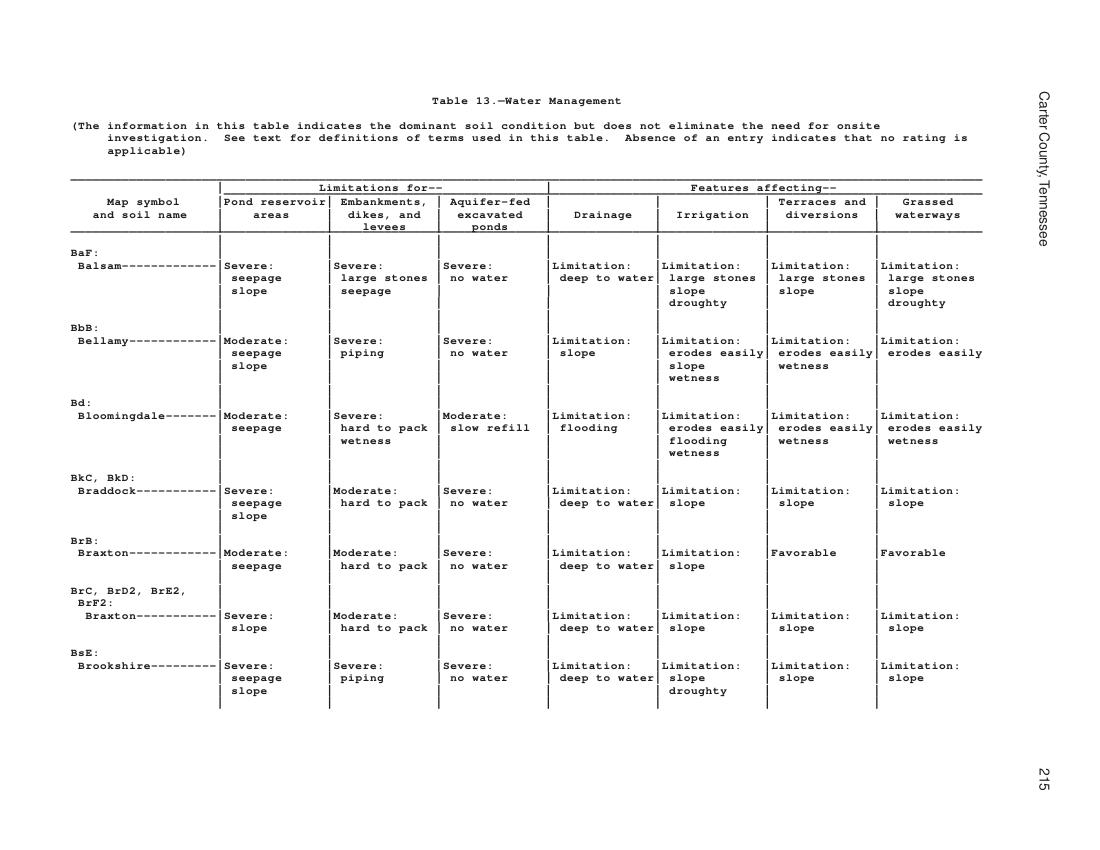 Carter County, Tennessee
Table 13.—Water Management
(The information in this table indicates the dominant soil condition but does not eliminate the need for onsite
investigation.  See text for definitions of terms used in this table.  Absence of an entry indicates that no rating is
applicable)
Limitations for-- Features affecting--
Map symbol Pond reservoir Embankments, Aquifer-fed Terraces and Grassed
and soil name areas dikes, and excavated Drainage Irrigation diversions waterways
levees ponds
BaF:
Balsam------------- Severe: Severe: Severe: Limitation: Limitation: Limitation: Limitation:
seepage large stones no water deep to water large stones large stones large stones
slope seepage slope slope slope
droughty droughty
BbB:
Bellamy------------ Moderate: Severe: Severe: Limitation: Limitation: Limitation: Limitation:
seepage piping no water slope erodes easily erodes easily erodes easily
slope slope wetness
wetness
Bd:
Bloomingdale------- Moderate: Severe: Moderate: Limitation: Limitation: Limitation: Limitation:
seepage hard to pack slow refill flooding erodes easily erodes easily erodes easily
wetness flooding wetness wetness
wetness
BkC, BkD:
Braddock----------- Severe: Moderate: Severe: Limitation: Limitation: Limitation: Limitation:
seepage hard to pack no water deep to water slope slope slope
slope
BrB:
Braxton------------ Moderate: Moderate: Severe: Limitation: Limitation: Favorable Favorable
seepage hard to pack no water deep to water slope
BrC, BrD2, BrE2,
BrF2:
Braxton----------- Severe: Moderate: Severe: Limitation: Limitation: Limitation: Limitation:
slope hard to pack no water deep to water slope slope slope
BsE:
Brookshire--------- Severe: Severe: Severe: Limitation: Limitation: Limitation: Limitation:
seepage piping no water deep to water slope slope slope
slope droughty
215